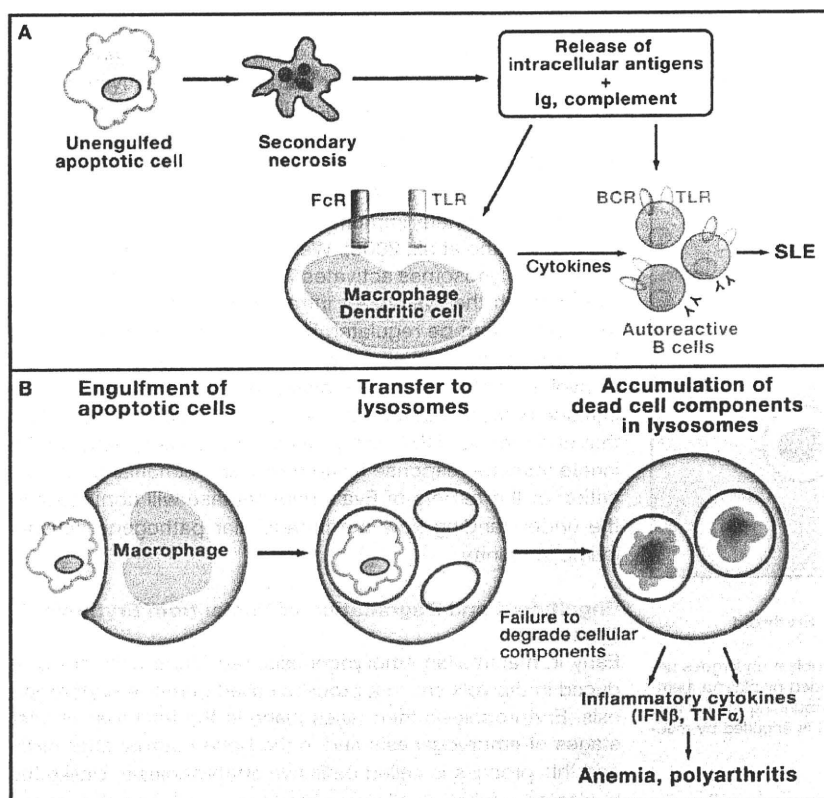 A
Release of
intracellular antigens
+
Ig, complement
Unengulfed
apoptotic cell
Secondary
necrosis
FcR
TLR
BCR
TLR
Cytokines
SLE
Macrophage
Dendritic cell
Autoreactive
B cells
B
Engulfment of
apoptotic cells
Transfer to
lysosomes
Accumulation of
dead cell components
in lysosomes
Macrophage
Failure to
degrade cellular
components
Inflammatory cytokines
(IFNβ, TNFα)
Anemia, polyarthritis